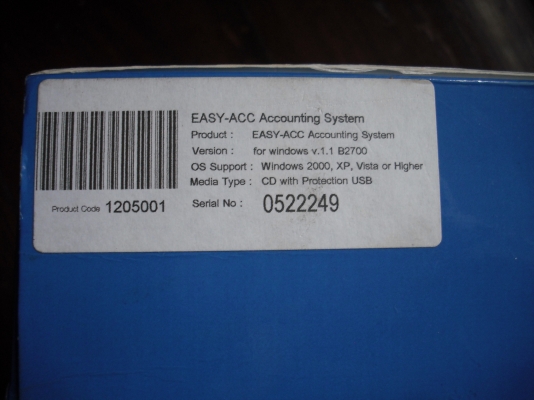 EASY-ACC Accounting System
Product : EASY-ACC Accounting System
Version : for windows v.1.1 B2700
OS Support : Windows 2000, XP, Vista or Higher
Media Type : CD with Protection USB
Product Code 1205001
Serial No : 0522249